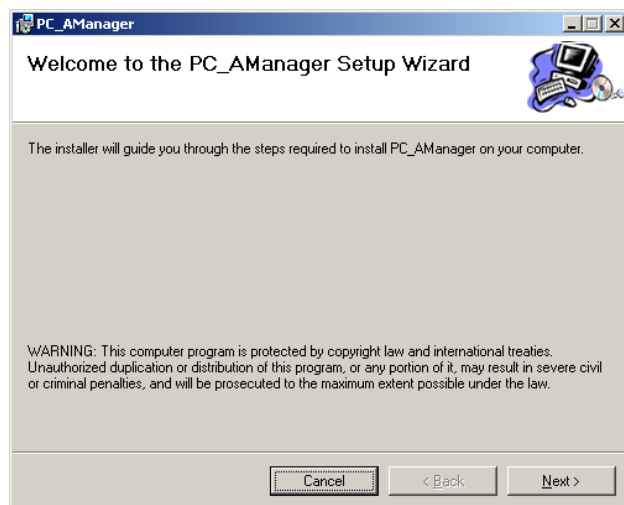 PC_AManager
Welcome to the PC_AManager Setup Wizard
The installer will guide you through the steps required to install PC_AManager on your computer.
WARNING: This computer program is protected by copyright law and international treaties.
Unauthorized duplication or distribution of this program, or any portion of it, may result in severe civil
or criminal penalties, and will be prosecuted to the maximum extent possible under the law.
Cancel
< Back
Next >